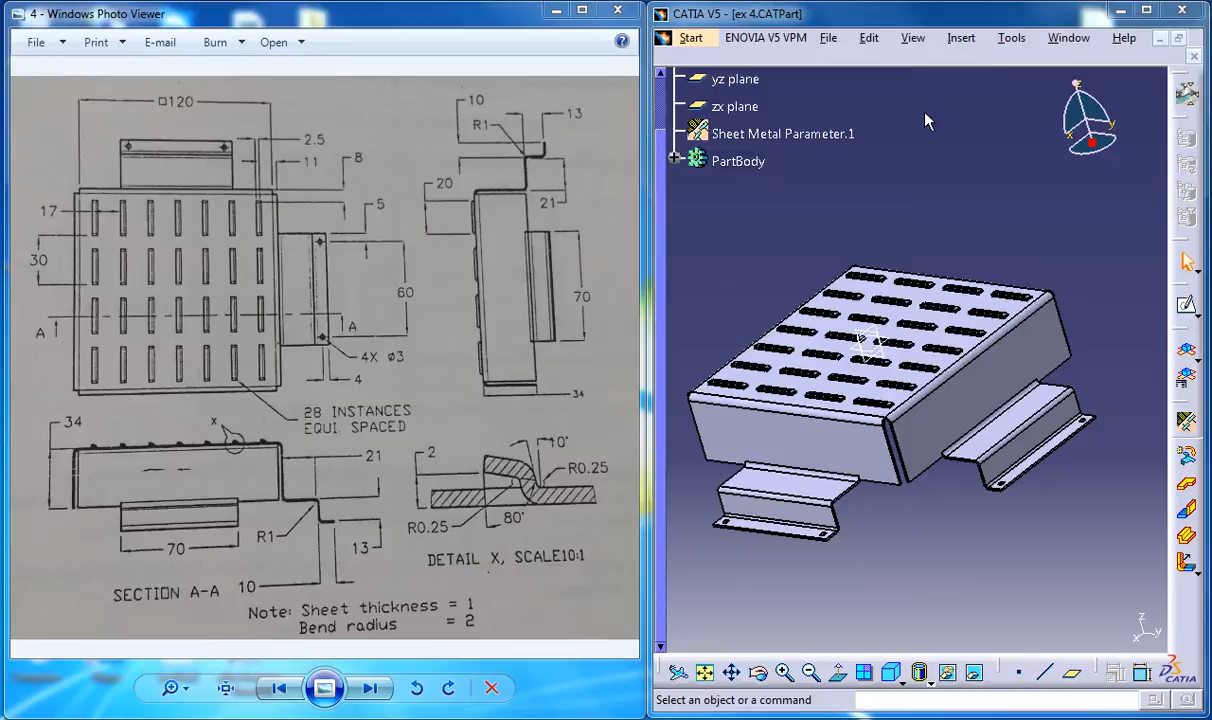 4 - Windows Photo Viewer
File Print E-mail Burn Open
□120
2.5
11
8
17
5
30
60
A
A
4X ø3
4
28 INSTANCES
EQUI. SPACED
10
13
R1
20
21
70
34
34
x
21
R1
70
13
10
SECTION A-A
2
10°
R0.25
R0.25
80°
DETAIL X, SCALE10:1
Note: Sheet thickness = 1
Bend radius = 2
CATIA V5 - [ex 4.CATPart]
Start ENOVIA V5 VPM File Edit View Insert Tools Window Help
yz plane
zx plane
Sheet Metal Parameter.1
PartBody
z
x
y
z
x
y
Select an object or a command
DS
CATIA